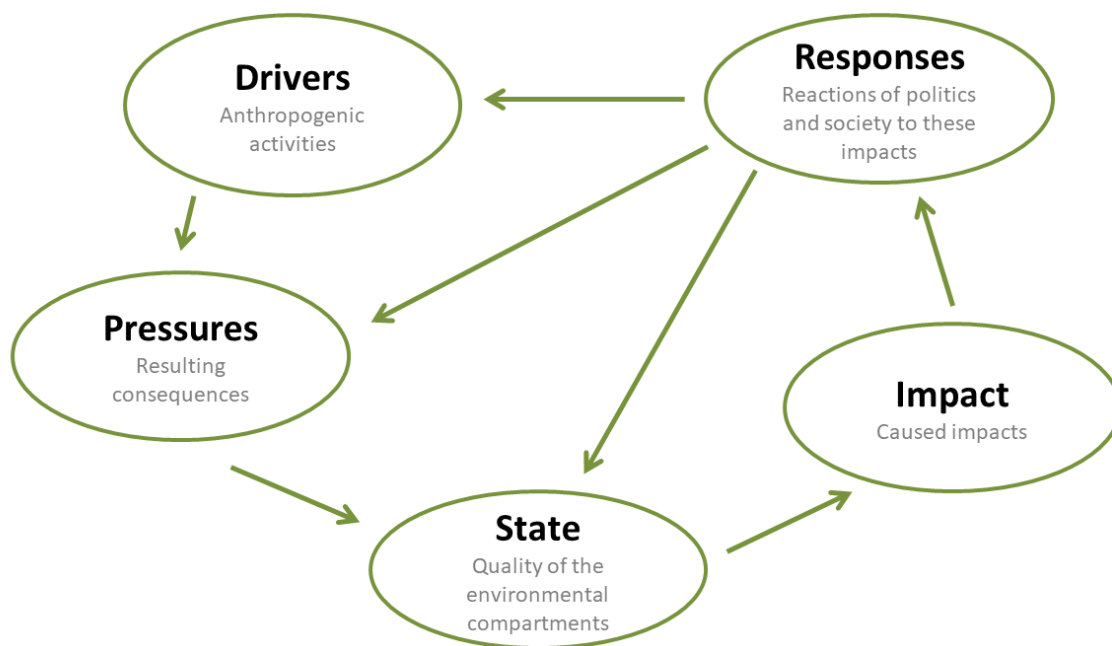 Drivers
Anthropogenic
activities
Responses
Reactions of politics
and society to these
impacts
Pressures
Resulting
consequences
Impact
Caused impacts
State
Quality of the
environmental
compartments